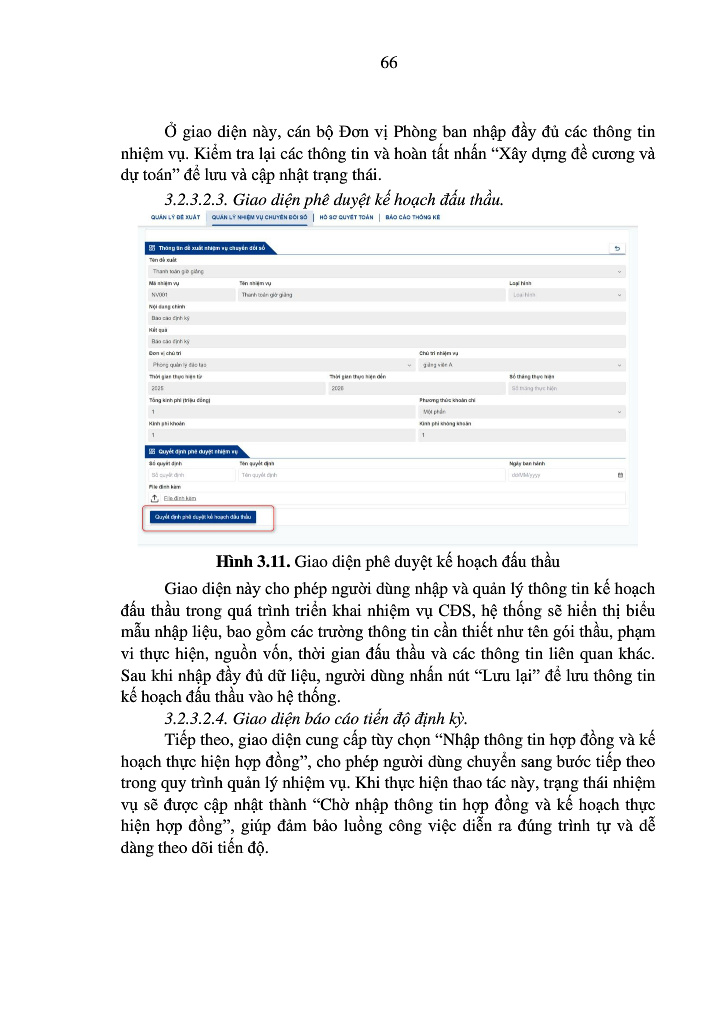 66
Ở giao diện này, cán bộ Đơn vị Phòng ban nhập đầy đủ các thông tin
nhiệm vụ. Kiểm tra lại các thông tin và hoàn tất nhấn “Xây dựng đề cương và
dự toán” để lưu và cập nhật trạng thái.
3.2.3.2.3. Giao diện phê duyệt kế hoạch đấu thầu.
QUẢN LÝ ĐỀ XUẤT | QUẢN LÝ NHIỆM VỤ CHUYỂN ĐỔI SỐ | HỒ SƠ QUYẾT TOÁN | BÁO CÁO THỐNG KÊ
Thông tin đề xuất nhiệm vụ chuyển đổi số
Tên đề xuất
Thanh toán giờ giảng
Mã nhiệm vụ Tên nhiệm vụ Loại hình
NV001 Thanh toán giờ giảng Loại hình
Nội dung chính
Báo cáo định kỳ
Kết quả
Báo cáo định kỳ
Đơn vị chủ trì Chủ trì nhiệm vụ
Phòng quản lý đào tạo giảng viên A
Thời gian thực hiện từ Thời gian thực hiện đến Số tháng thực hiện
2025 2026 Số tháng thực hiện
Tổng kinh phí (triệu đồng) Phương thức khoán chi
1 Một phần
Kinh phí khoán Kinh phí không khoán
1 1
Quyết định phê duyệt nhiệm vụ
Số quyết định Tên quyết định Ngày ban hành
Số quyết định Tên quyết định dd/MM/yyyy
File đính kèm
File đính kèm
Quyết định phê duyệt kế hoạch đấu thầu
Hình 3.11. Giao diện phê duyệt kế hoạch đấu thầu
Giao diện này cho phép người dùng nhập và quản lý thông tin kế hoạch
đấu thầu trong quá trình triển khai nhiệm vụ CĐS, hệ thống sẽ hiển thị biểu
mẫu nhập liệu, bao gồm các trường thông tin cần thiết như tên gói thầu, phạm
vi thực hiện, nguồn vốn, thời gian đấu thầu và các thông tin liên quan khác.
Sau khi nhập đầy đủ dữ liệu, người dùng nhấn nút “Lưu lại” để lưu thông tin
kế hoạch đấu thầu vào hệ thống.
3.2.3.2.4. Giao diện báo cáo tiến độ định kỳ.
Tiếp theo, giao diện cung cấp tùy chọn “Nhập thông tin hợp đồng và kế
hoạch thực hiện hợp đồng”, cho phép người dùng chuyển sang bước tiếp theo
trong quy trình quản lý nhiệm vụ. Khi thực hiện thao tác này, trạng thái nhiệm
vụ sẽ được cập nhật thành “Chờ nhập thông tin hợp đồng và kế hoạch thực
hiện hợp đồng”, giúp đảm bảo luồng công việc diễn ra đúng trình tự và dễ
dàng theo dõi tiến độ.